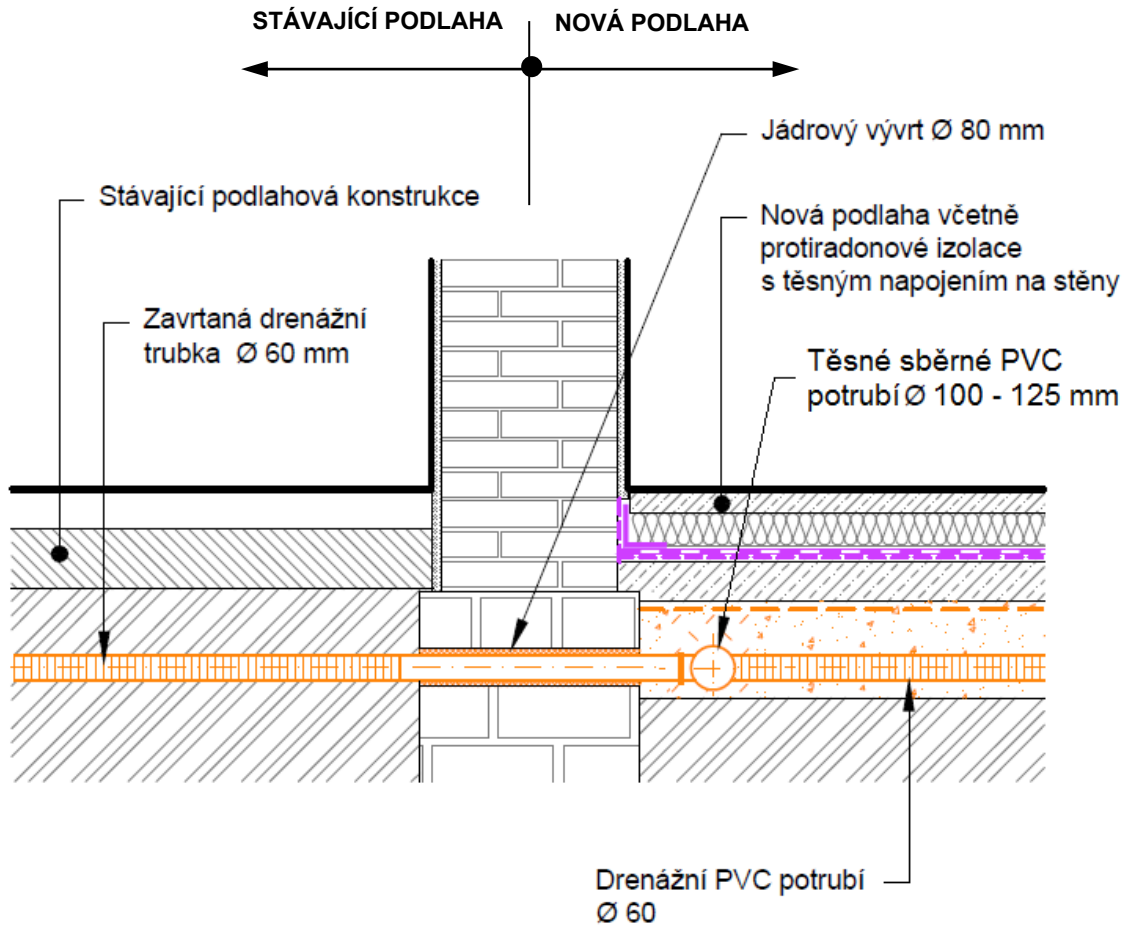 STÁVAJÍCÍ PODLAHA
NOVÁ PODLAHA
Jádrový vývrt Ø 80 mm
Stávající podlahová konstrukce
Nová podlaha včetně
protiradonové izolace
s těsným napojením na stěny
Zavrtaná drenážní
trubka Ø 60 mm
Těsné sběrné PVC
potrubí Ø 100 - 125 mm
Drenážní PVC potrubí
Ø 60